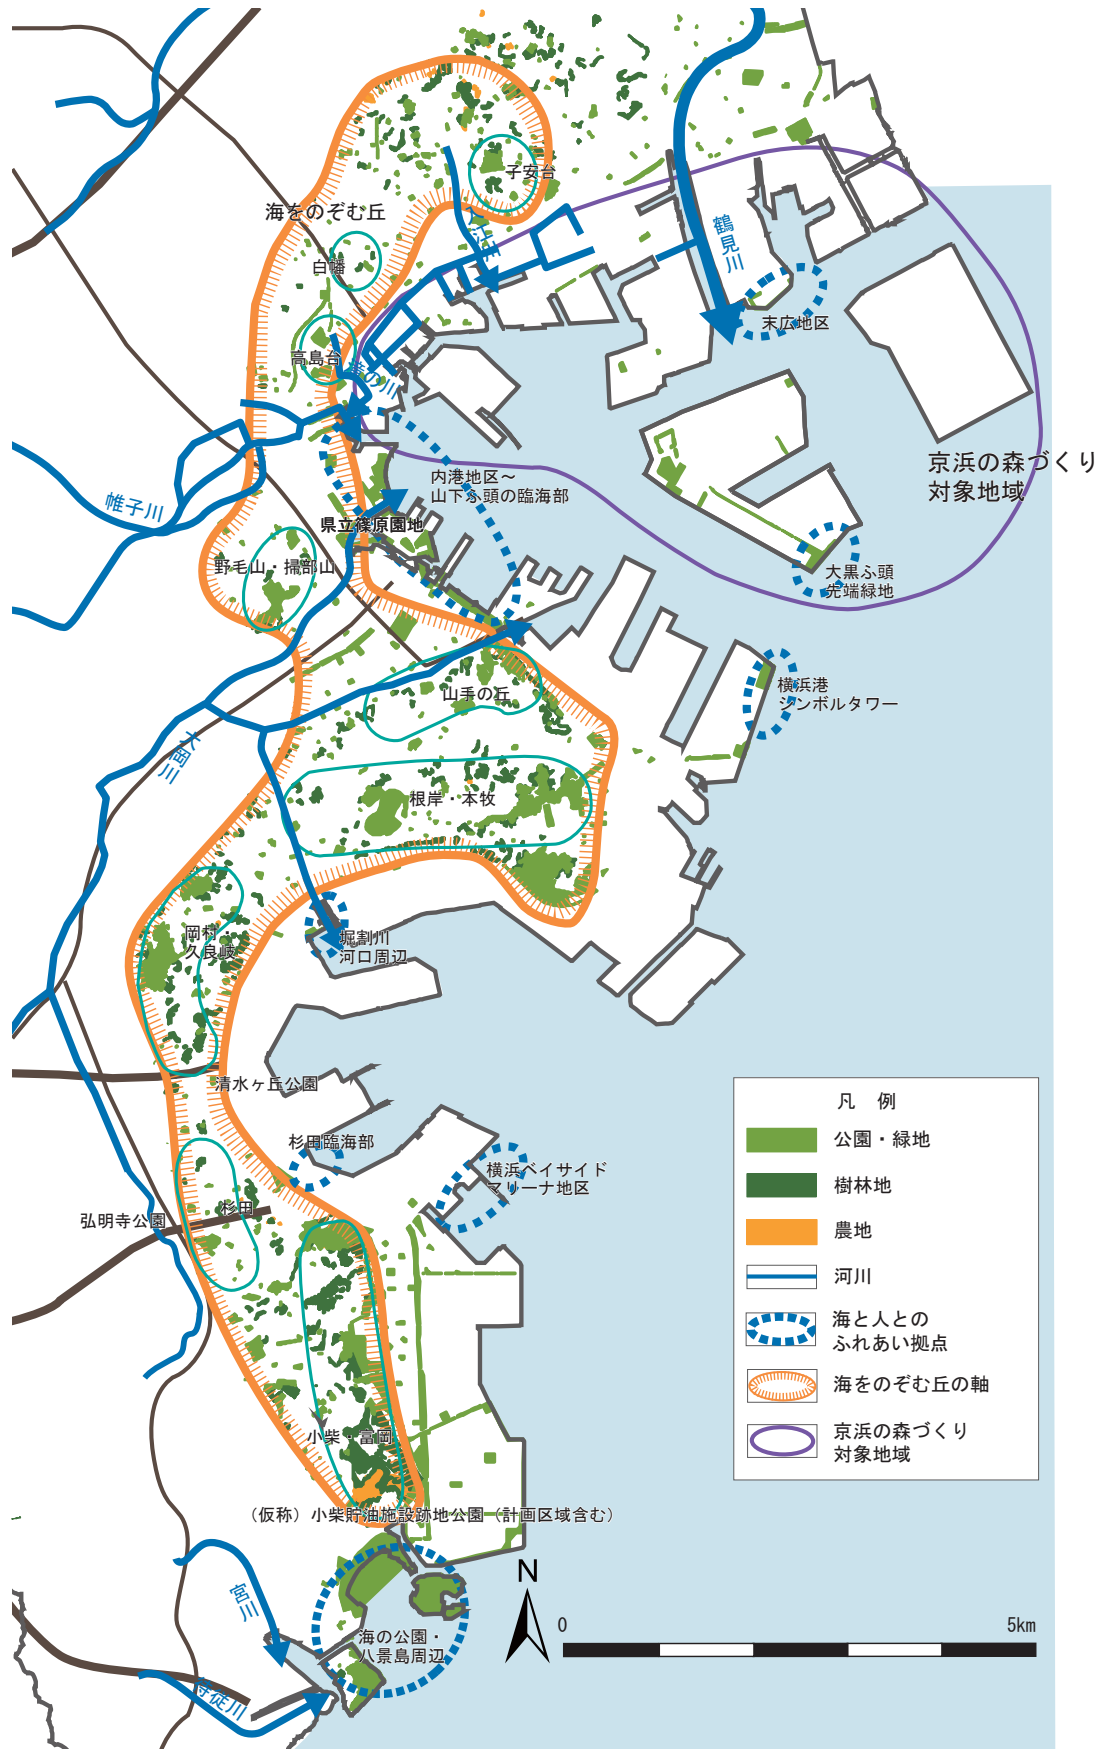 子安台
海をのぞむ丘
入江川
鶴見川
白幡
末広地区
高島台
滝の川
京浜の森づくり
対象地域
内港地区～
山下ふ頭の臨海部
帷子川
県立篠原園地
野毛山・掃部山
大黒ふ頭
先端緑地
山手の丘
横浜港
シンボルタワー
大岡川
根岸・本牧
岡村・
久良岐
堀割川
河口周辺
清水ヶ丘公園
杉田臨海部
横浜ベイサイド
マリーナ地区
弘明寺公園
杉田
小柴・富岡
（仮称）小柴貯油施設跡地公園（計画区域含む）
宮川
海の公園・
八景島周辺
侍従川
凡　例
公園・緑地
樹林地
農地
河川
海と人との
ふれあい拠点
海をのぞむ丘の軸
京浜の森づくり
対象地域
N
0
5km